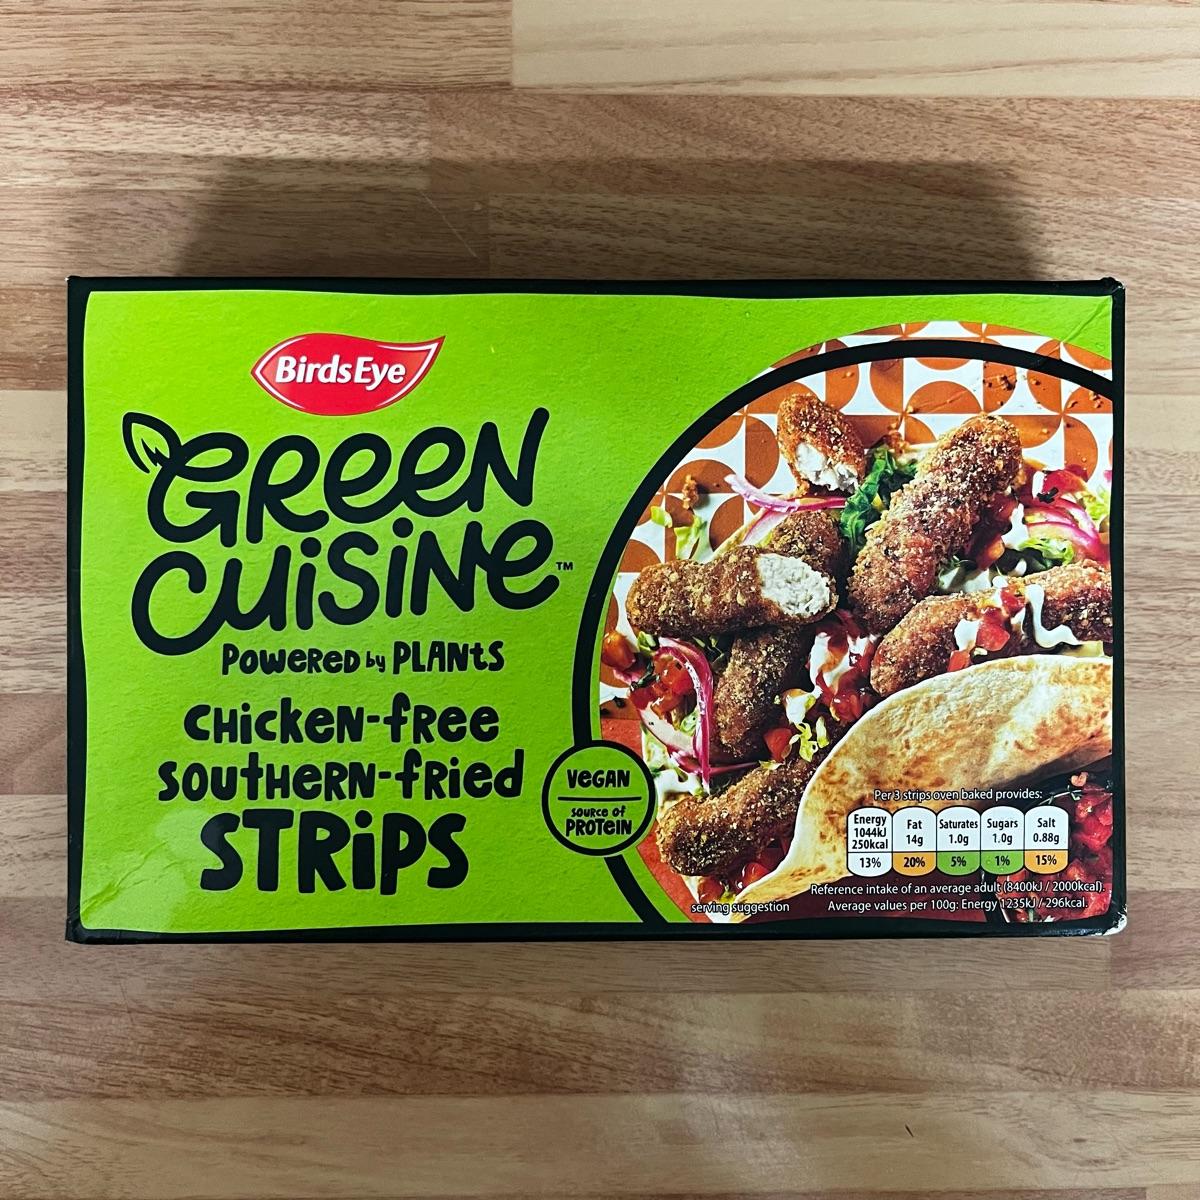 Birds Eye
GREEN
CUISINE™
POWERED by PLANTS
CHICKEN-FREE
SOUTHERN-FRIED
STRIPS
VEGAN
SOURCE OF
PROTEIN
Per 3 strips oven baked provides:
Energy 1044kJ 250kcal 13%
Fat 14g 20%
Saturates 1.0g 5%
Sugars 1.0g 1%
Salt 0.88g 15%
Reference intake of an average adult (8400kJ / 2000kcal).
serving suggestion
Average values per 100g: Energy 1235kJ / 296kcal.